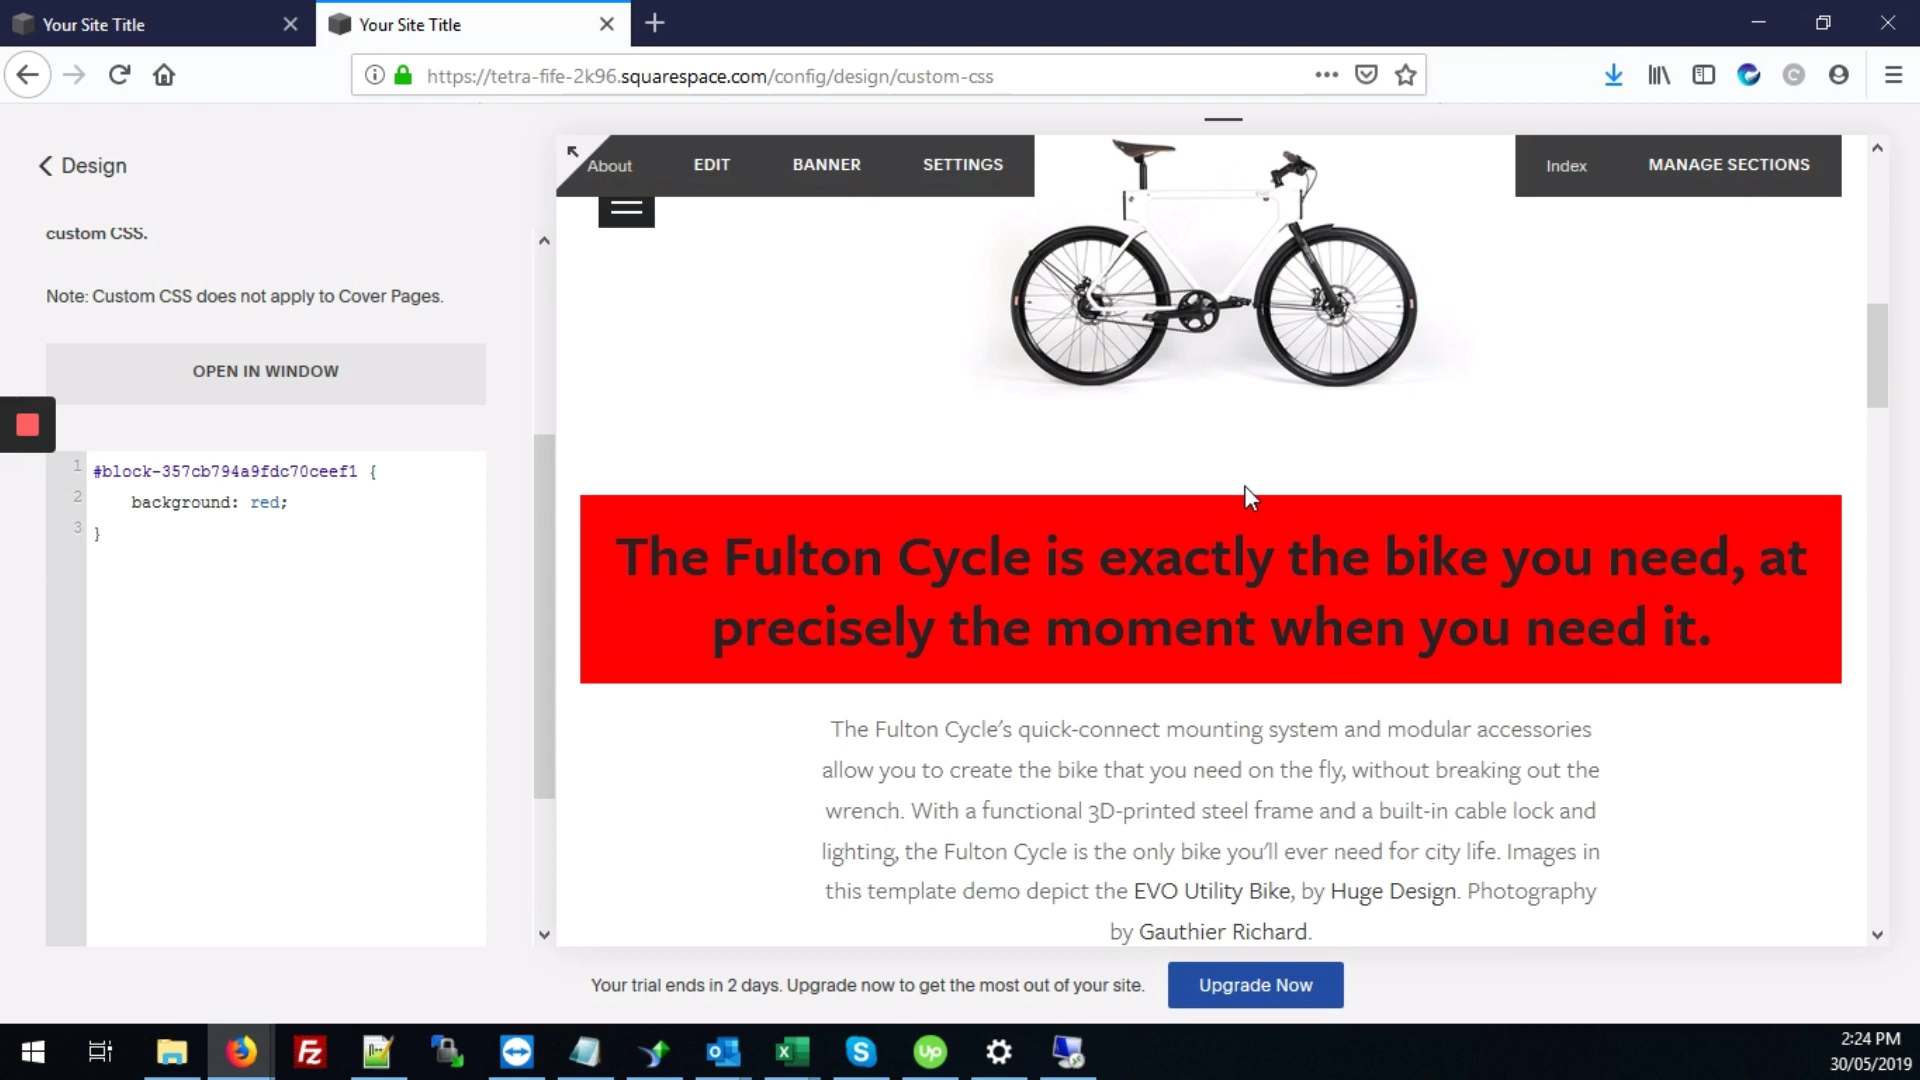 Your Site Title
Your Site Title
https://tetra-fife-2k96.squarespace.com/config/design/custom-css
Design
custom CSS.
Note: Custom CSS does not apply to Cover Pages.
OPEN IN WINDOW
1 #block-357cb794a9fdc70ceef1 {
2 background: red;
3 }
About EDIT BANNER SETTINGS
Index MANAGE SECTIONS
The Fulton Cycle is exactly the bike you need, at
precisely the moment when you need it.
The Fulton Cycle's quick-connect mounting system and modular accessories
allow you to create the bike that you need on the fly, without breaking out the
wrench. With a functional 3D-printed steel frame and a built-in cable lock and
lighting, the Fulton Cycle is the only bike you'll ever need for city life. Images in
this template demo depict the EVO Utility Bike, by Huge Design. Photography
by Gauthier Richard.
Your trial ends in 2 days. Upgrade now to get the most out of your site.
Upgrade Now
2:24 PM
30/05/2019